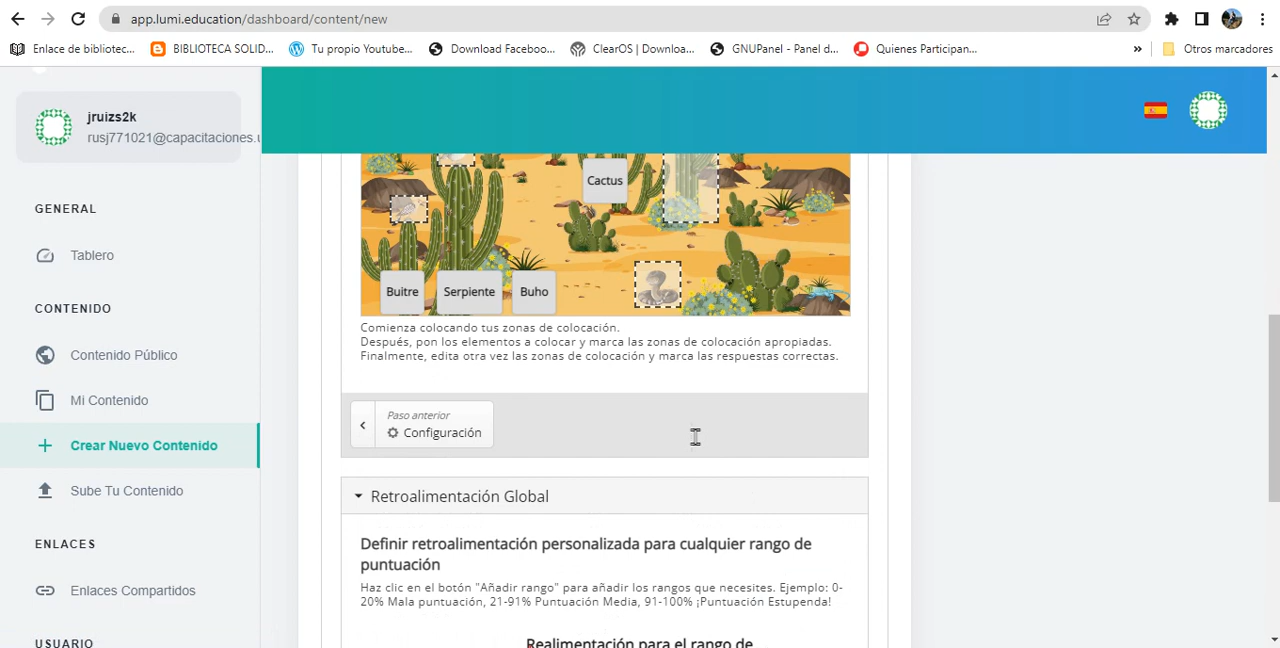 app.lumi.education/dashboard/content/new
Enlace de bibliotec...
BIBLIOTECA SOLID...
Tu propio Youtube...
Download Faceboo...
ClearOS | Downloa...
GNUPanel - Panel d...
Quienes Participan...
»
Otros marcadores
jruizs2k
rusj771021@capacitaciones.u
GENERAL
Tablero
CONTENIDO
Contenido Público
Mi Contenido
Crear Nuevo Contenido
Sube Tu Contenido
ENLACES
Enlaces Compartidos
USUARIO
Cactus
Buitre
Serpiente
Buho
Comienza colocando tus zonas de colocación.
Después, pon los elementos a colocar y marca las zonas de colocación apropiadas.
Finalmente, edita otra vez las zonas de colocación y marca las respuestas correctas.
Paso anterior
Configuración
Retroalimentación Global
Definir retroalimentación personalizada para cualquier rango de
puntuación
Haz clic en el botón "Añadir rango" para añadir los rangos que necesites. Ejemplo: 0-
20% Mala puntuación, 21-91% Puntuación Media, 91-100% ¡Puntuación Estupenda!
Realimentación para el rango de